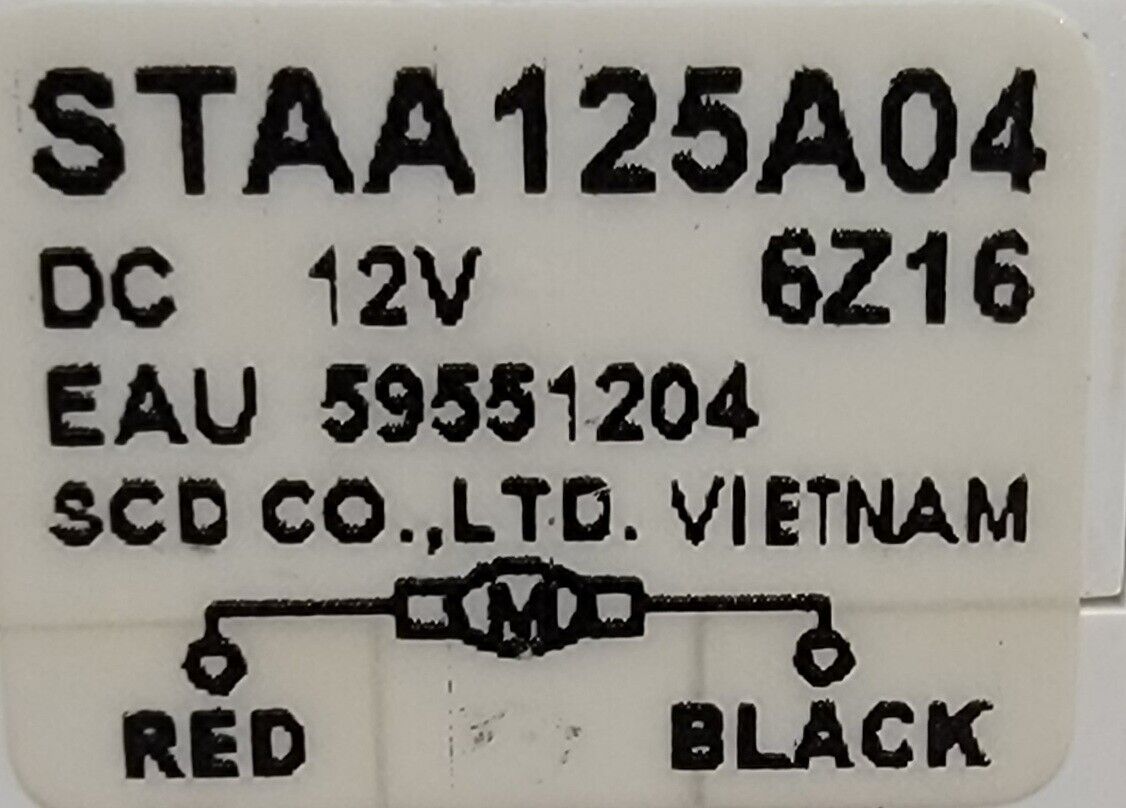 STAA125A04
DC 12V 6Z16
EAU 59551204
SCD CO.,LTD. VIETNAM
M
RED BLACK